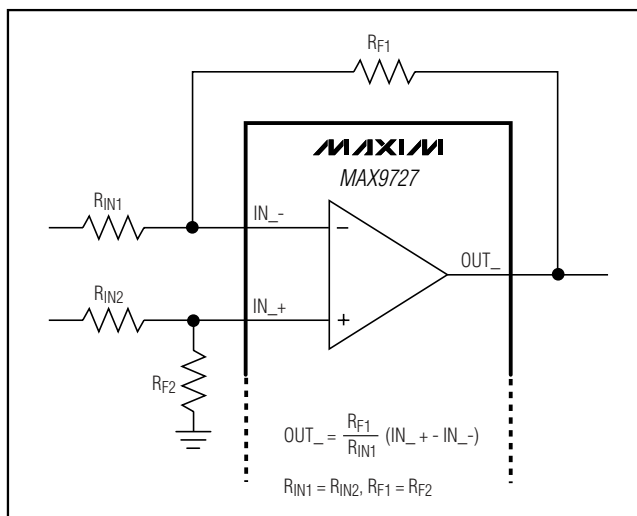 RF1
MAXIM
MAX9727
RIN1
IN_-
−
OUT_
RIN2
IN_+
+
RF2
OUT_ = RF1/RIN1 (IN_+ - IN_-)
RIN1 = RIN2, RF1 = RF2